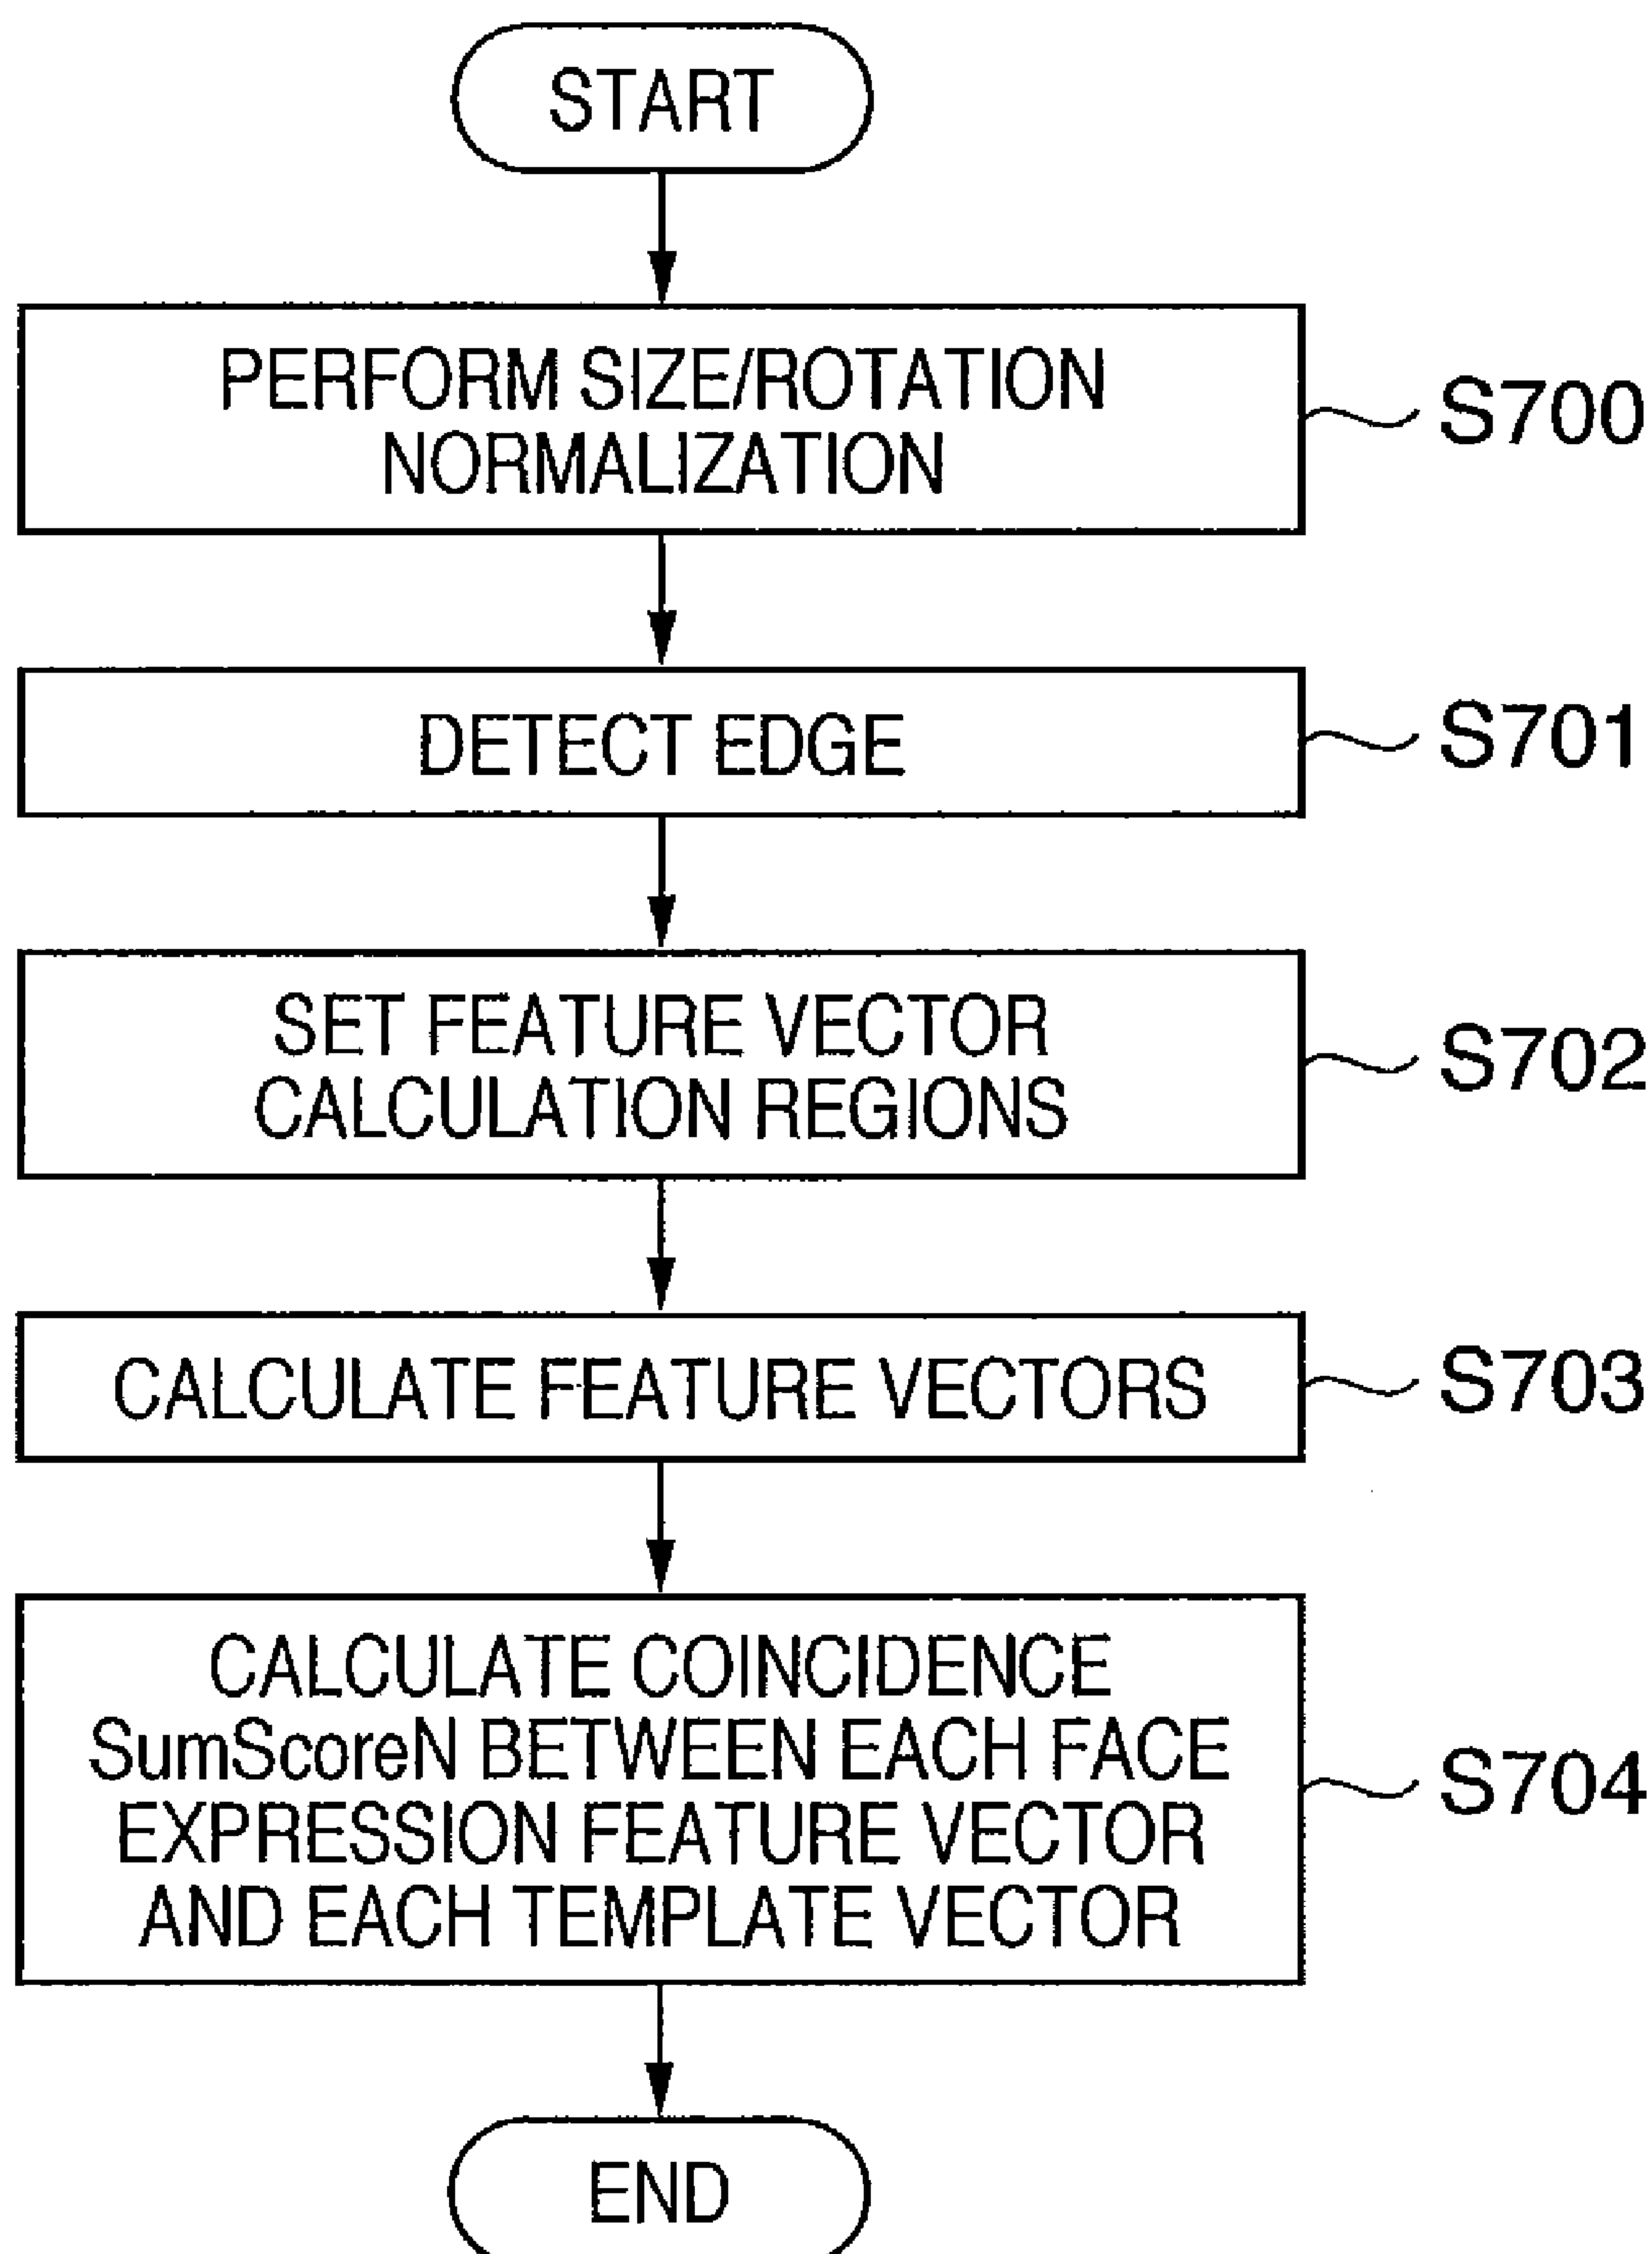 START
PERFORM SIZE/ROTATION
NORMALIZATION
S700
DETECT EDGE
S701
SET FEATURE VECTOR
CALCULATION REGIONS
S702
CALCULATE FEATURE VECTORS
S703
CALCULATE COINCIDENCE
SumScoreN BETWEEN EACH FACE
EXPRESSION FEATURE VECTOR
AND EACH TEMPLATE VECTOR
S704
END